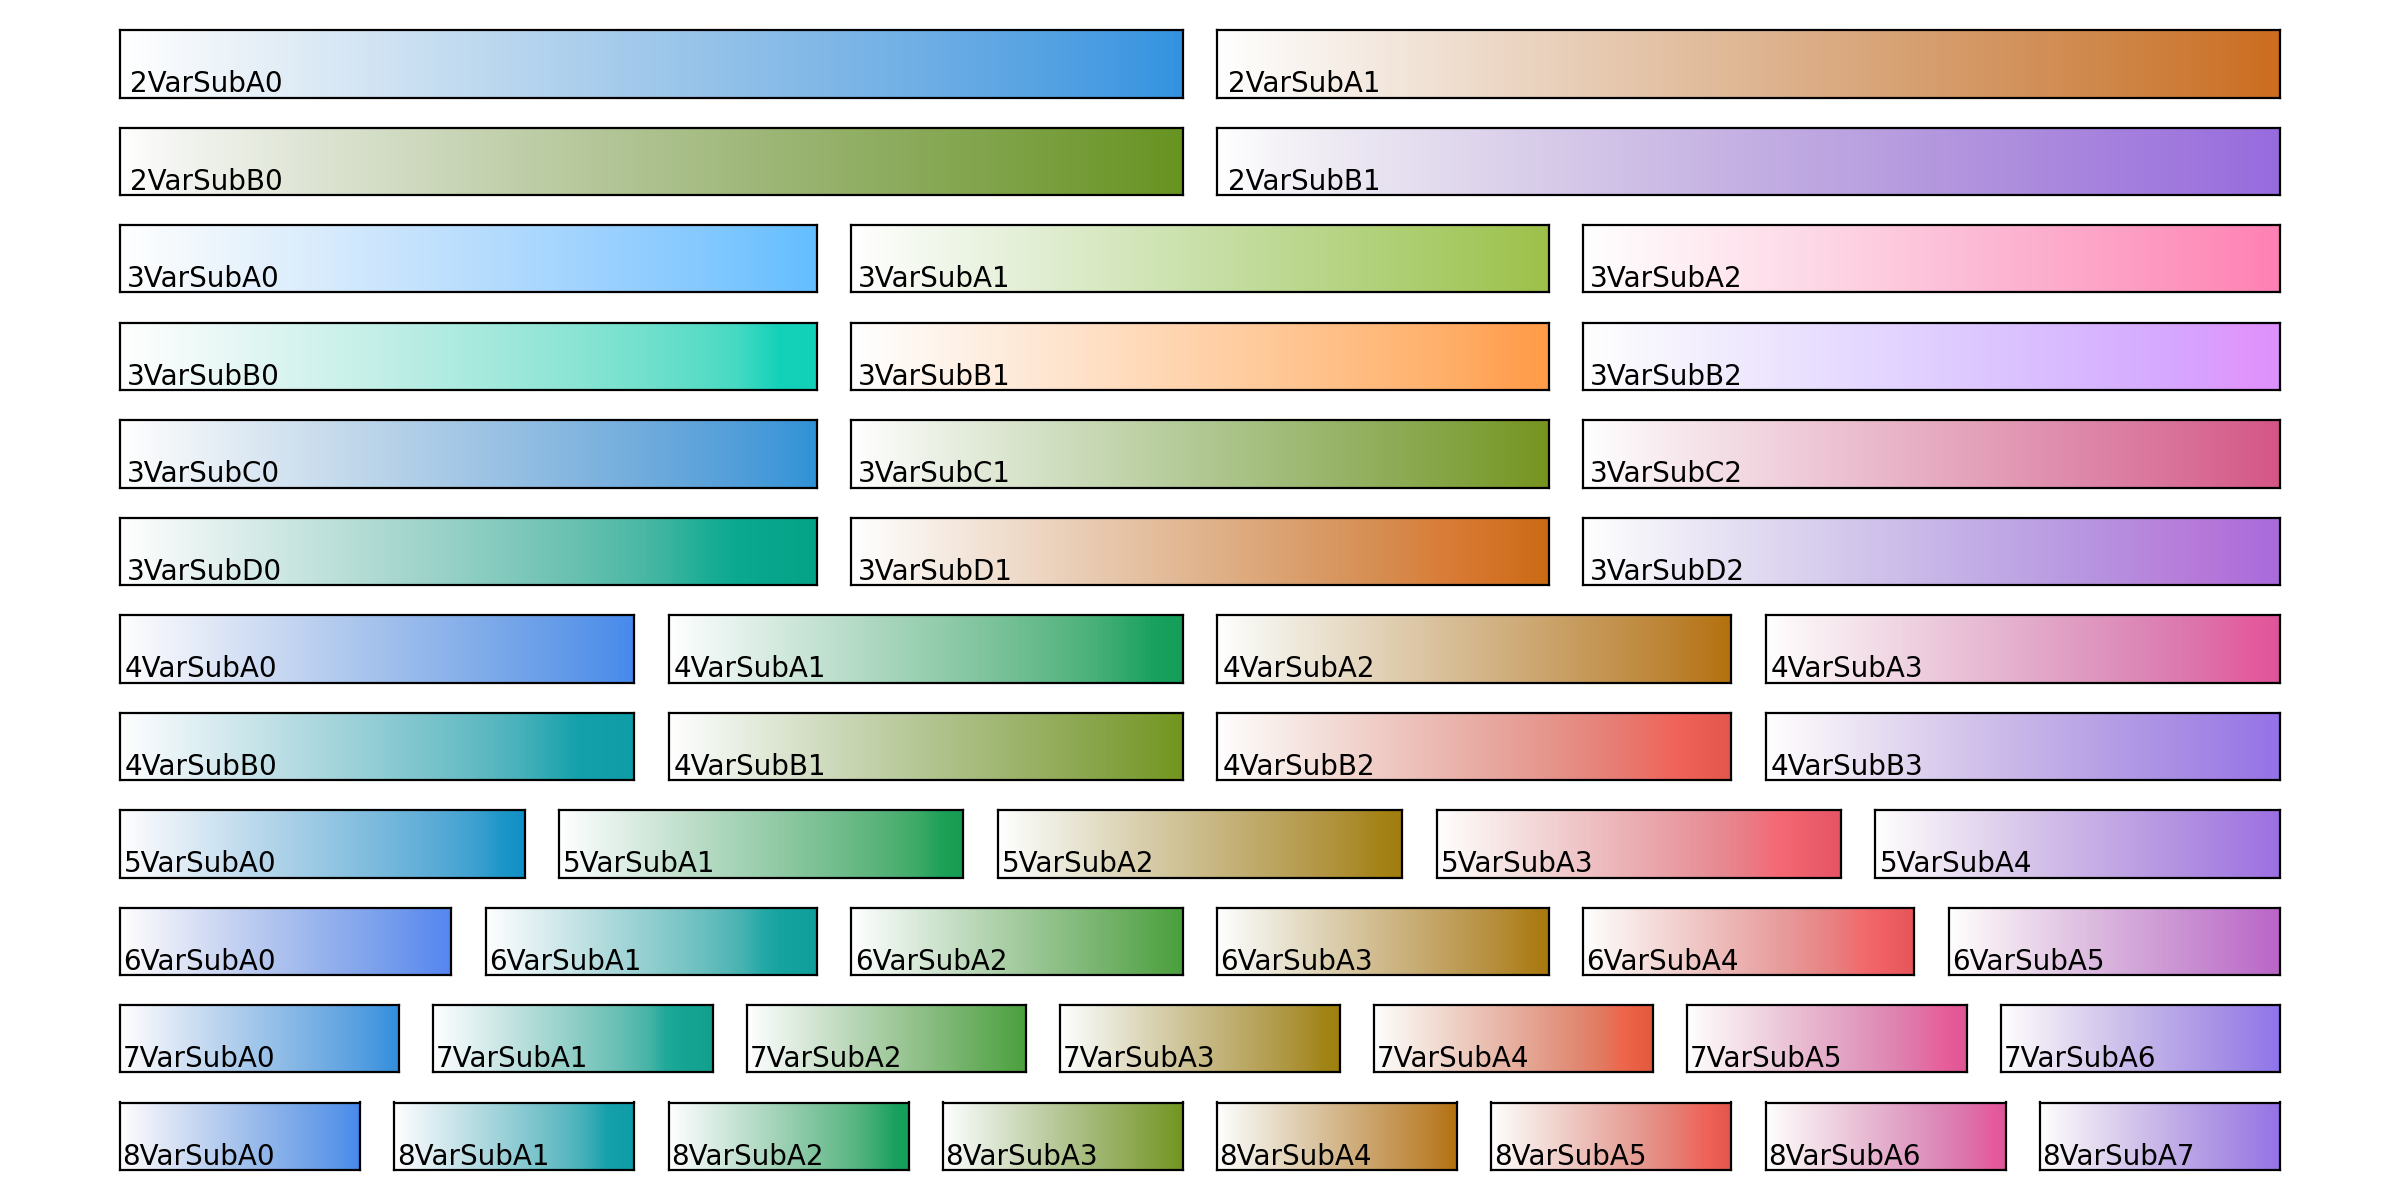 2VarSubA0 2VarSubA1
2VarSubB0 2VarSubB1
3VarSubA0 3VarSubA1 3VarSubA2
3VarSubB0 3VarSubB1 3VarSubB2
3VarSubC0 3VarSubC1 3VarSubC2
3VarSubD0 3VarSubD1 3VarSubD2
4VarSubA0 4VarSubA1 4VarSubA2 4VarSubA3
4VarSubB0 4VarSubB1 4VarSubB2 4VarSubB3
5VarSubA0 5VarSubA1 5VarSubA2 5VarSubA3 5VarSubA4
6VarSubA0 6VarSubA1 6VarSubA2 6VarSubA3 6VarSubA4 6VarSubA5
7VarSubA0 7VarSubA1 7VarSubA2 7VarSubA3 7VarSubA4 7VarSubA5 7VarSubA6
8VarSubA0 8VarSubA1 8VarSubA2 8VarSubA3 8VarSubA4 8VarSubA5 8VarSubA6 8VarSubA7